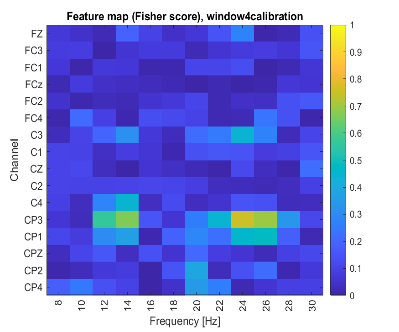 Feature map (Fisher score), window4calibration
FZ
FC3
FC1
FCz
FC2
FC4
C3
C1
CZ
C2
C4
CP3
CP1
CPZ
CP2
CP4
Channel
8 10 12 14 16 18 20 22 24 26 28 30
Frequency [Hz]
1
0.9
0.8
0.7
0.6
0.5
0.4
0.3
0.2
0.1
0